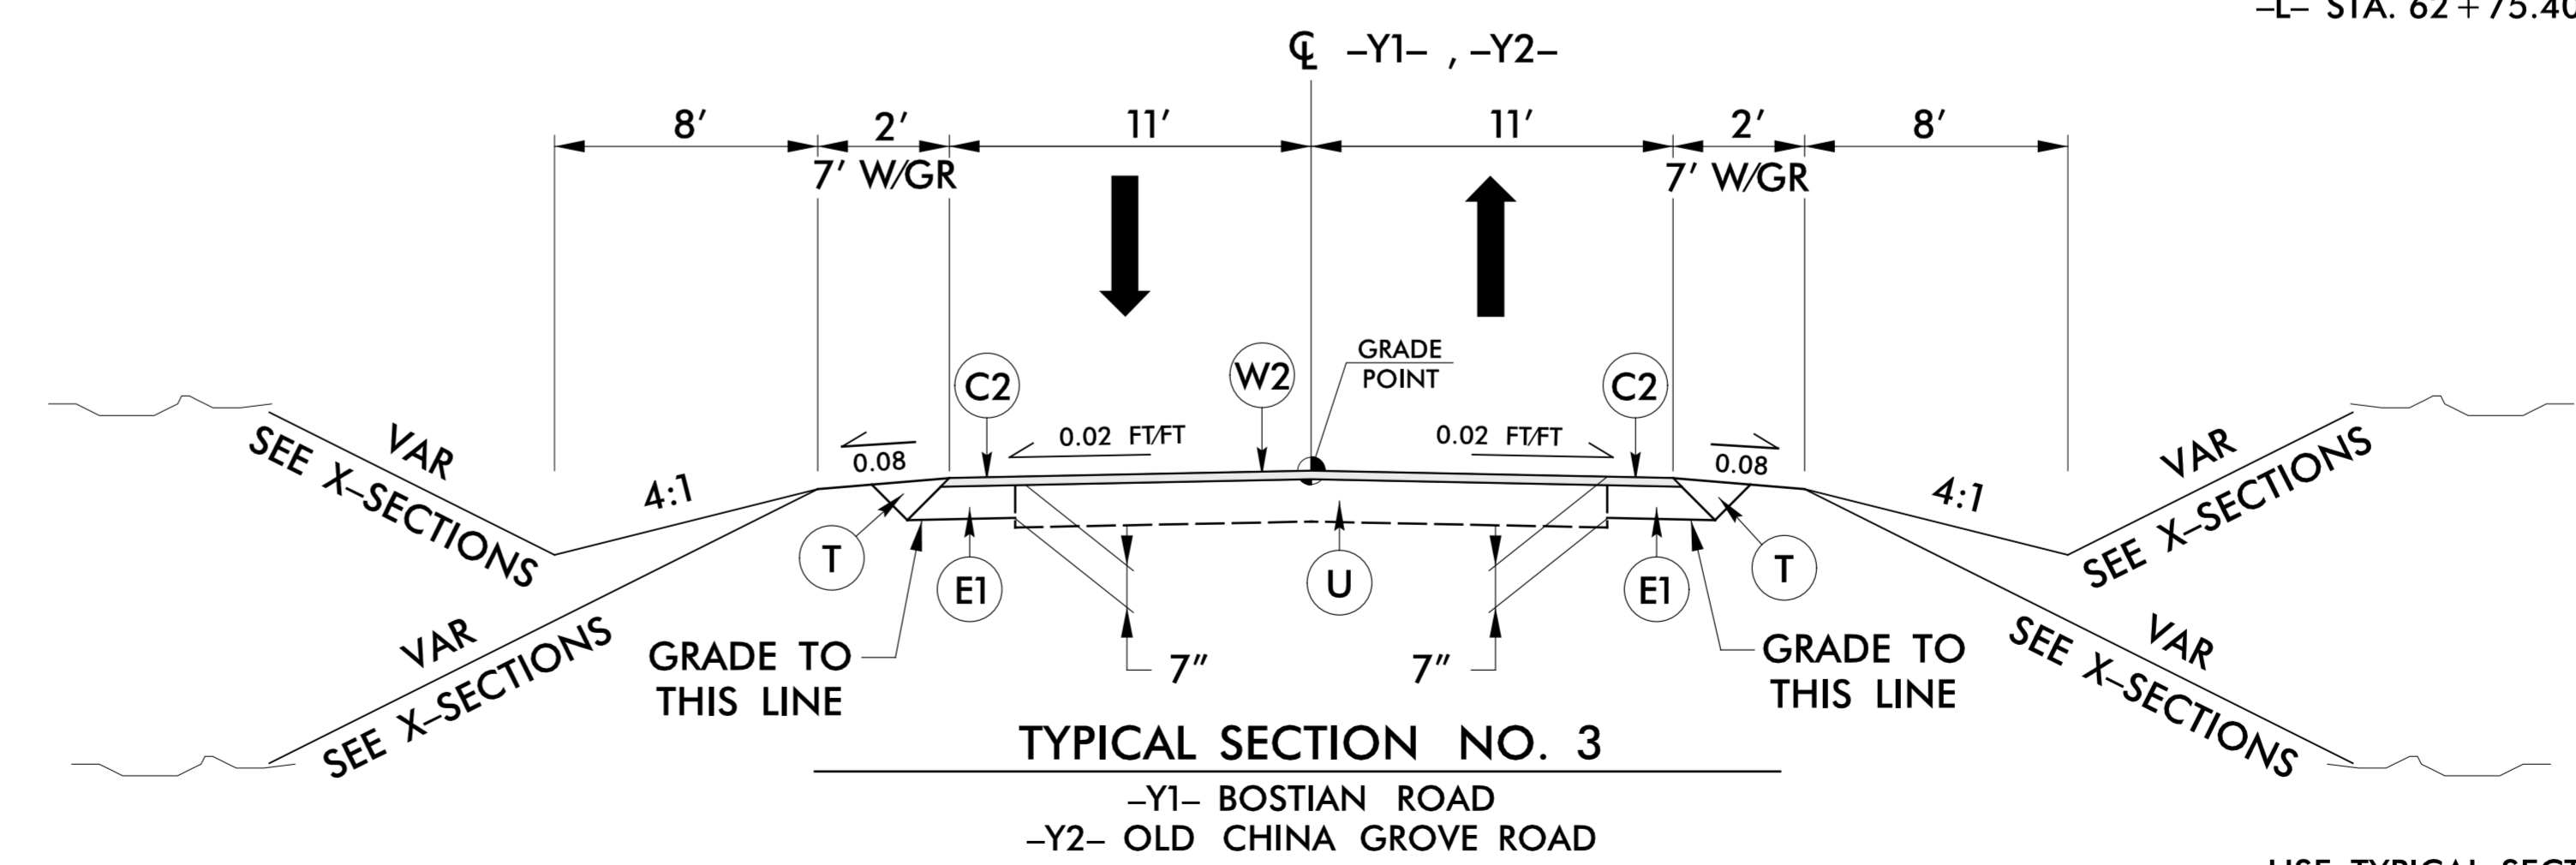 –L– STA. 62+75.40
℄ –Y1– , –Y2–
8' 2' 11' 11' 2' 8'
7' W/GR 7' W/GR
GRADE
POINT
C2 W2 C2
0.02 FT/FT 0.02 FT/FT
0.08 0.08
VAR VAR
SEE X–SECTIONS SEE X–SECTIONS
4:1 4:1
T E1 U E1 T
VAR VAR
SEE X–SECTIONS SEE X–SECTIONS
GRADE TO
THIS LINE
7" 7"
GRADE TO
THIS LINE
TYPICAL SECTION NO. 3
–Y1– BOSTIAN ROAD
–Y2– OLD CHINA GROVE ROAD